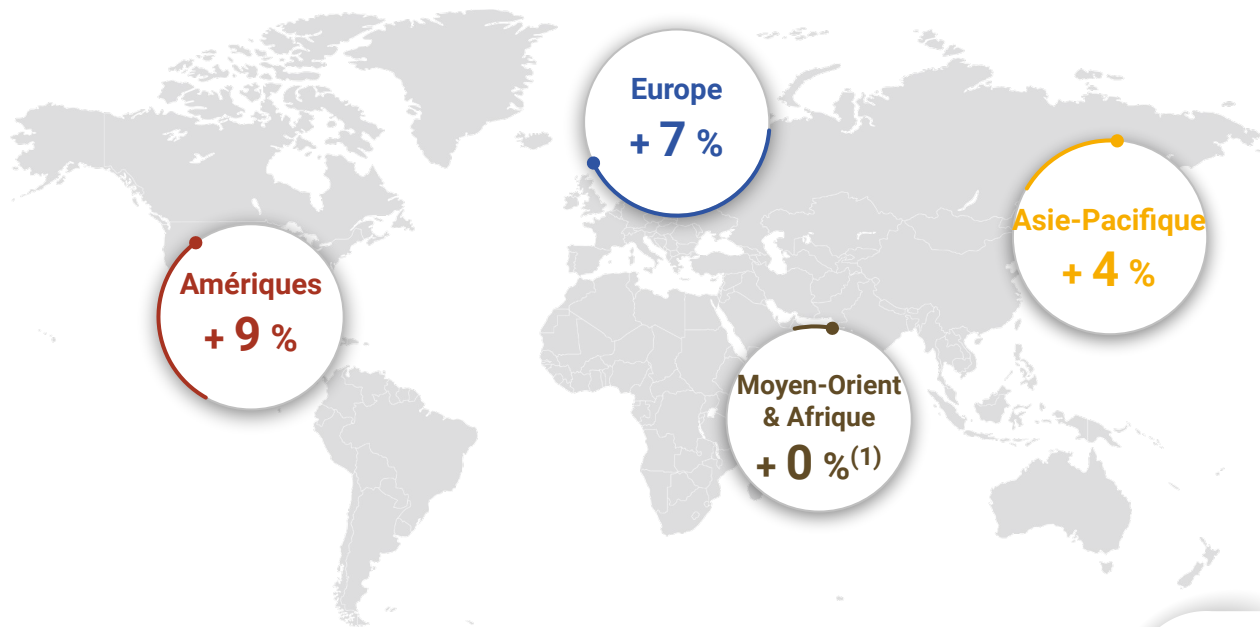 Europe
+ 7 %
Asie-Pacifique
+ 4 %
Amériques
+ 9 %
Moyen-Orient
& Afrique
+ 0 %(1)